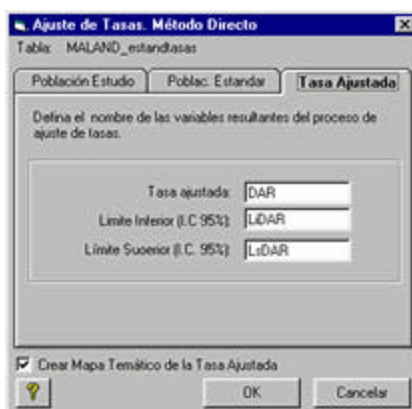 Ajuste de Tasas. Método Directo
Tabla: MALAND_estandtasas
Población Estudio Poblac. Estandar Tasa Ajustada
Defina el nombre de las variables resultantes del proceso de
ajuste de tasas.
Tasa ajustada: DAR
Limite Inferior (I.C 95%): LiDAR
Límite Superior (I.C. 95%): LsDAR
Crear Mapa Temático de la Tasa Ajustada
? OK Cancelar